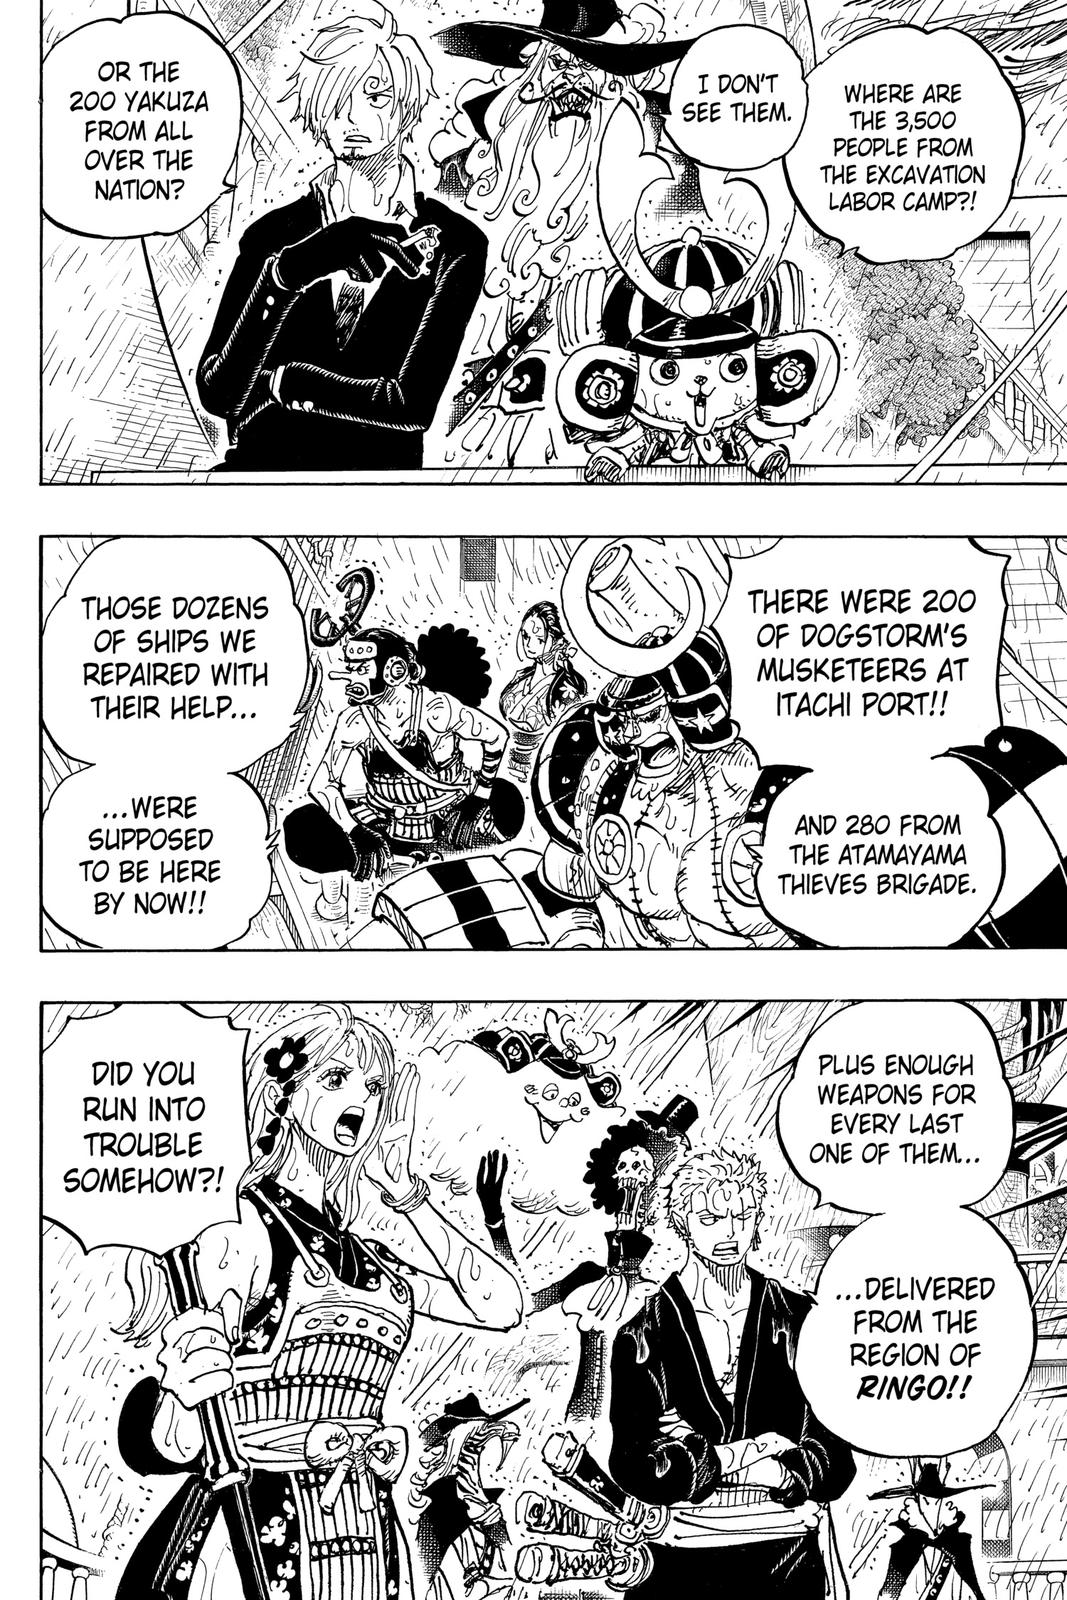 WHERE ARE
THE 3,500
PEOPLE FROM
THE EXCAVATION
LABOR CAMP?!
I DON'T
SEE THEM.
OR THE
200 YAKUZA
FROM ALL
OVER THE
NATION?
THERE WERE 200
OF DOGSTORM'S
MUSKETEERS AT
ITACHI PORT!!
AND 280 FROM
THE ATAMAYAMA
THIEVES BRIGADE.
THOSE DOZENS
OF SHIPS WE
REPAIRED WITH
THEIR HELP...
...WERE
SUPPOSED
TO BE HERE
BY NOW!!
PLUS ENOUGH
WEAPONS FOR
EVERY LAST
ONE OF THEM...
...DELIVERED
FROM THE
REGION OF
RINGO!!
DID YOU
RUN INTO
TROUBLE
SOMEHOW?!